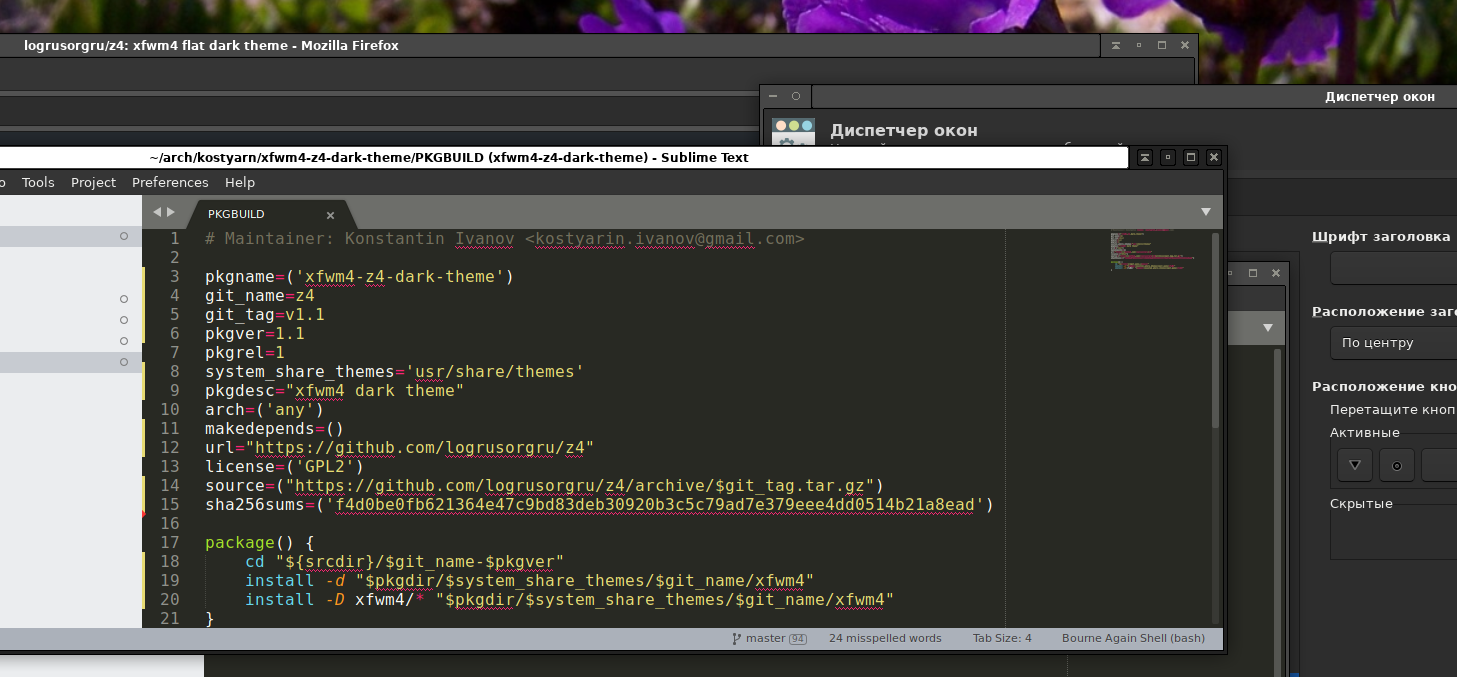 logrusorgru/z4: xfwm4 flat dark theme - Mozilla Firefox
Диспетчер окон
Диспетчер окон
~/arch/kostyarn/xfwm4-z4-dark-theme/PKGBUILD (xfwm4-z4-dark-theme) - Sublime Text
Tools Project Preferences Help
PKGBUILD
1 # Maintainer: Konstantin Ivanov <kostyarin.ivanov@gmail.com>
2
3 pkgname=('xfwm4-z4-dark-theme')
4 git_name=z4
5 git_tag=v1.1
6 pkgver=1.1
7 pkgrel=1
8 system_share_themes='usr/share/themes'
9 pkgdesc="xfwm4 dark theme"
10 arch=('any')
11 makedepends=()
12 url="https://github.com/logrusorgru/z4"
13 license=('GPL2')
14 source=("https://github.com/logrusorgru/z4/archive/$git_tag.tar.gz")
15 sha256sums=('f4d0be0fb621364e47c9bd83deb30920b3c5c79ad7e379eee4dd0514b21a8ead')
16
17 package() {
18 cd "${srcdir}/$git_name-$pkgver"
19 install -d "$pkgdir/$system_share_themes/$git_name/xfwm4"
20 install -D xfwm4/* "$pkgdir/$system_share_themes/$git_name/xfwm4"
21 }
master 94 24 misspelled words Tab Size: 4 Bourne Again Shell (bash)
Шрифт заголовка
Расположение заго
По центру
Расположение кно
Перетащите кноп
Активные
Скрытые